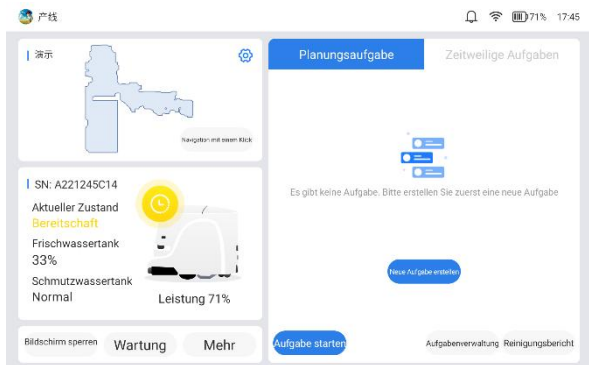 产线
71% 17:45
演示
Navigation mit einem Klick
Planungsaufgabe
Zeitweilige Aufgaben
SN: A221245C14
Aktueller Zustand
Bereitschaft
Frischwassertank
33%
Schmutzwassertank
Normal
Leistung 71%
Es gibt keine Aufgabe. Bitte erstellen Sie zuerst eine neue Aufgabe
Neue Aufgabe erstellen
Bildschirm sperren
Wartung
Mehr
Aufgabe starten
Aufgabenverwaltung
Reinigungsbericht